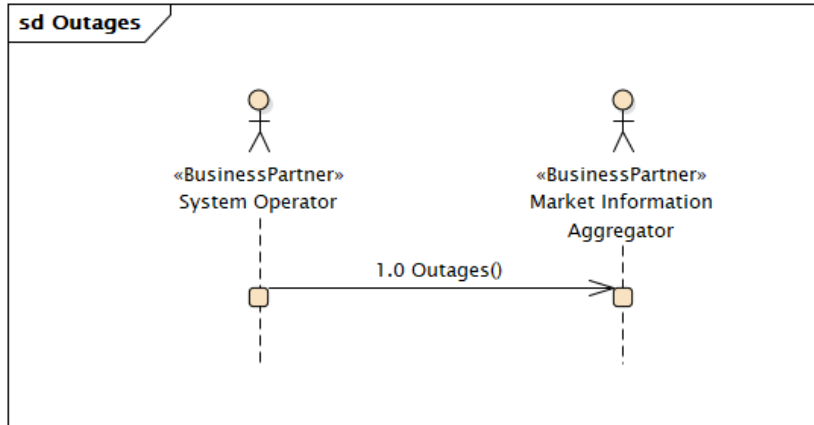 sd Outages
«BusinessPartner»
System Operator
«BusinessPartner»
Market Information
Aggregator
1.0 Outages()